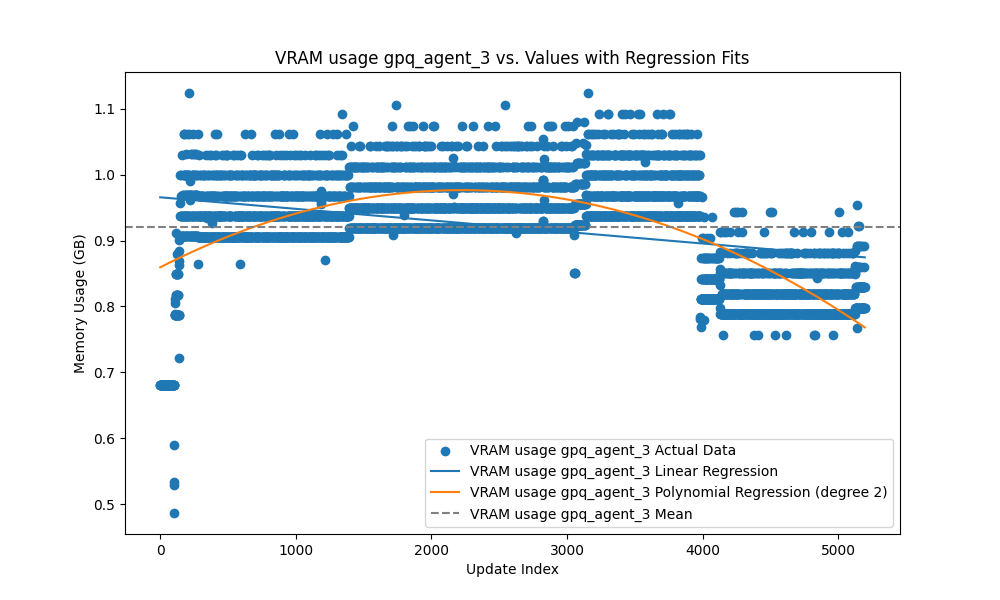 VRAM usage gpq_agent_3 vs. Values with Regression Fits
Memory Usage (GB)
1.1
1.0
0.9
0.8
0.7
0.6
0.5
VRAM usage gpq_agent_3 Actual Data
VRAM usage gpq_agent_3 Linear Regression
VRAM usage gpq_agent_3 Polynomial Regression (degree 2)
VRAM usage gpq_agent_3 Mean
0 1000 2000 3000 4000 5000
Update Index